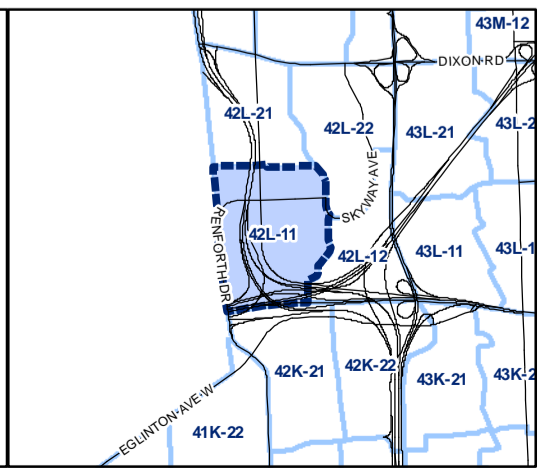 43M-12
DIXON RD
42L-21
42L-22
43L-21
43L-2
SKYWAY AVE
RENFORTH DR
42L-11
42L-12
43L-11
43L-1
42K-21
42K-22
43K-21
43K-2
EGLINTON AVE W
41K-22